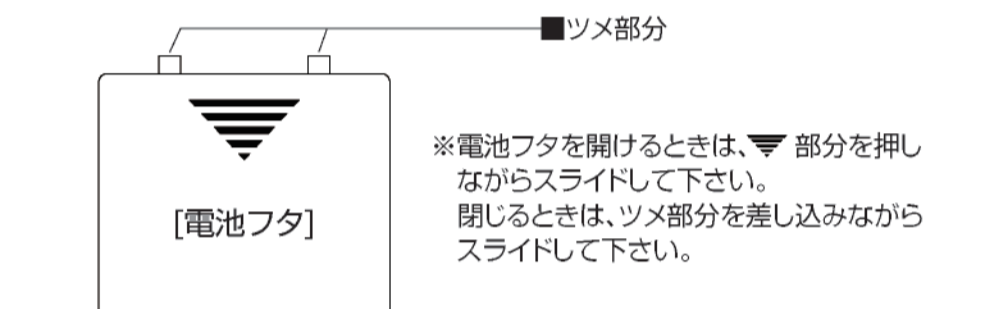 ■ツメ部分
[電池フタ]
※電池フタを開けるときは、▼部分を押し
ながらスライドして下さい。
閉じるときは、ツメ部分を差し込みながら
スライドして下さい。